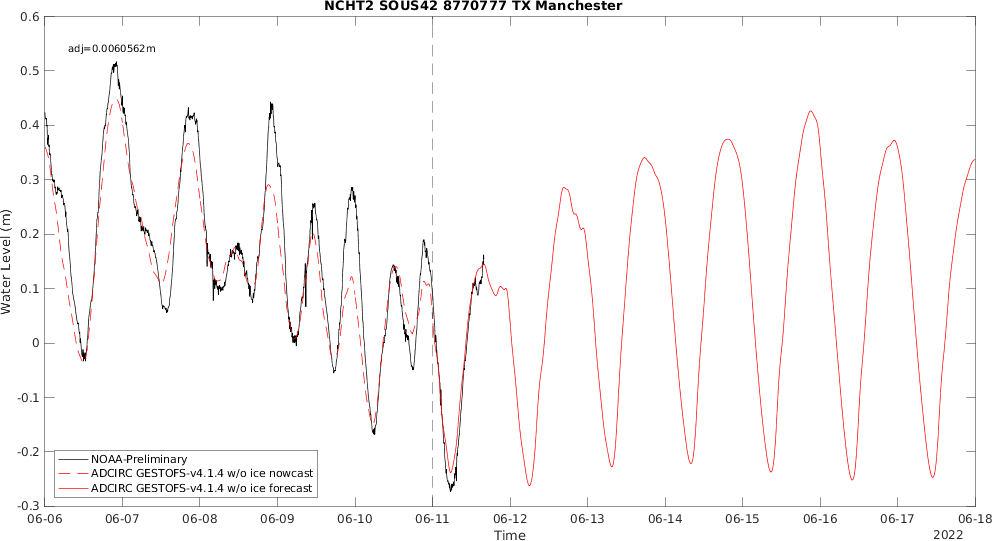 NCHT2 SOUS42 8770777 TX Manchester
adj=0.0060562m
0.6
0.5
0.4
0.3
0.2
0.1
0
-0.1
-0.2
-0.3
Water Level (m)
NOAA-Preliminary
ADCIRC GESTOFS-v4.1.4 w/o ice nowcast
ADCIRC GESTOFS-v4.1.4 w/o ice forecast
06-06 06-07 06-08 06-09 06-10 06-11 06-12 06-13 06-14 06-15 06-16 06-17 06-18
Time
2022